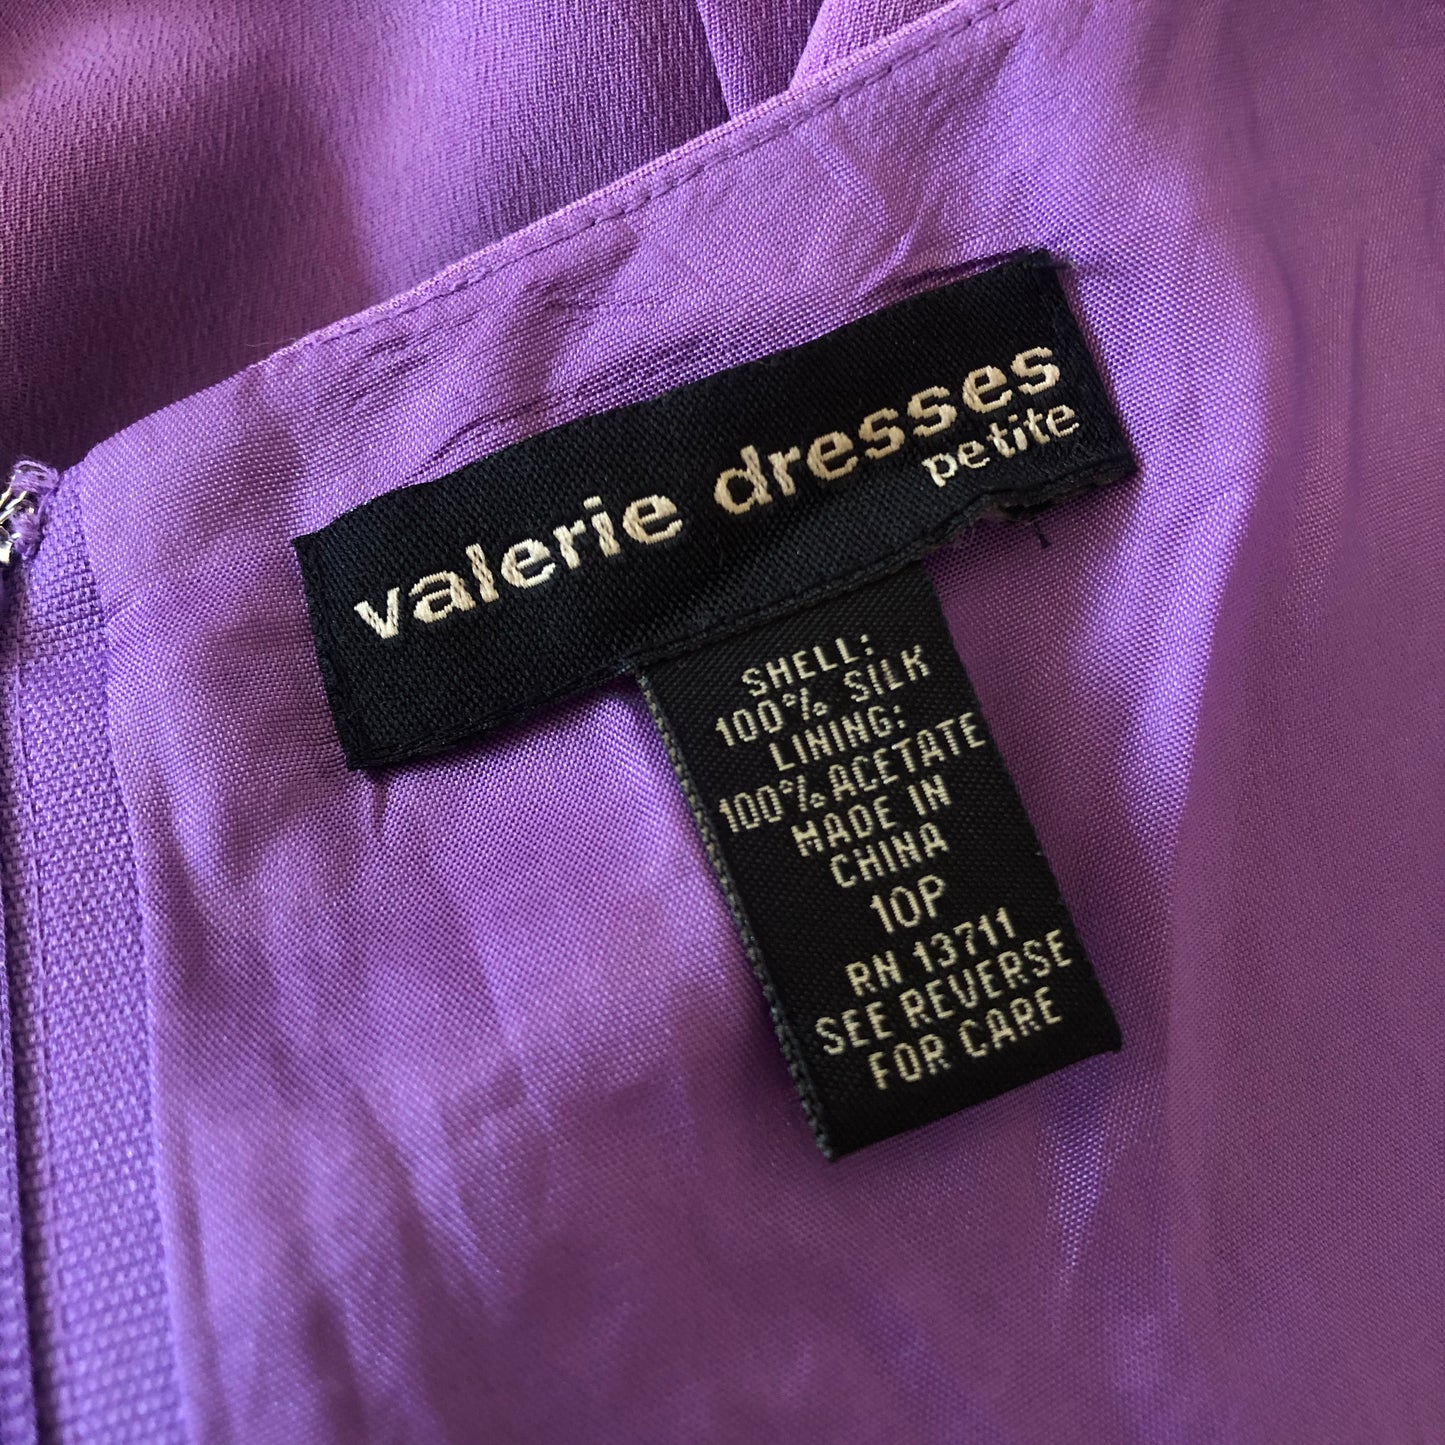 valerie dresses
petite
SHELL:
100% SILK
LINING:
100% ACETATE
MADE IN
CHINA
10P
RN 13711
SEE REVERSE
FOR CARE